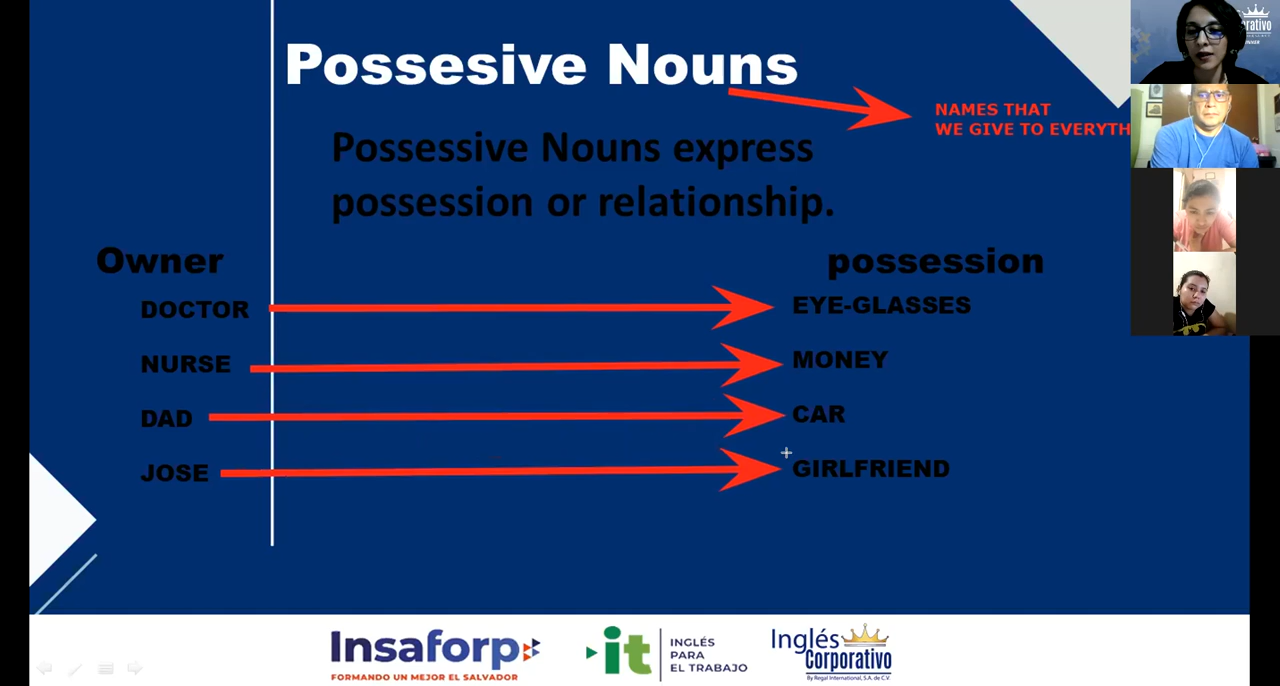 Possesive Nouns
NAMES THAT
WE GIVE TO EVERYTH
Possessive Nouns express
possession or relationship.
Owner
possession
DOCTOR
EYE-GLASSES
NURSE
MONEY
DAD
CAR
JOSE
GIRLFRIEND
Insaforp
FORMANDO UN MEJOR EL SALVADOR
it
INGLÉS
PARA
EL TRABAJO
Inglés
Corporativo
By Regal International, S.A. de C.V.